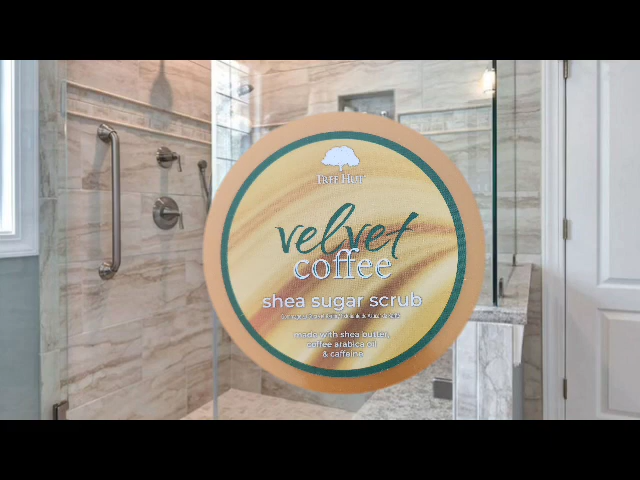 TREE HUT
velvet
coffee
shea sugar scrub
made with shea butter,
coffee arabica oil
& caffeine